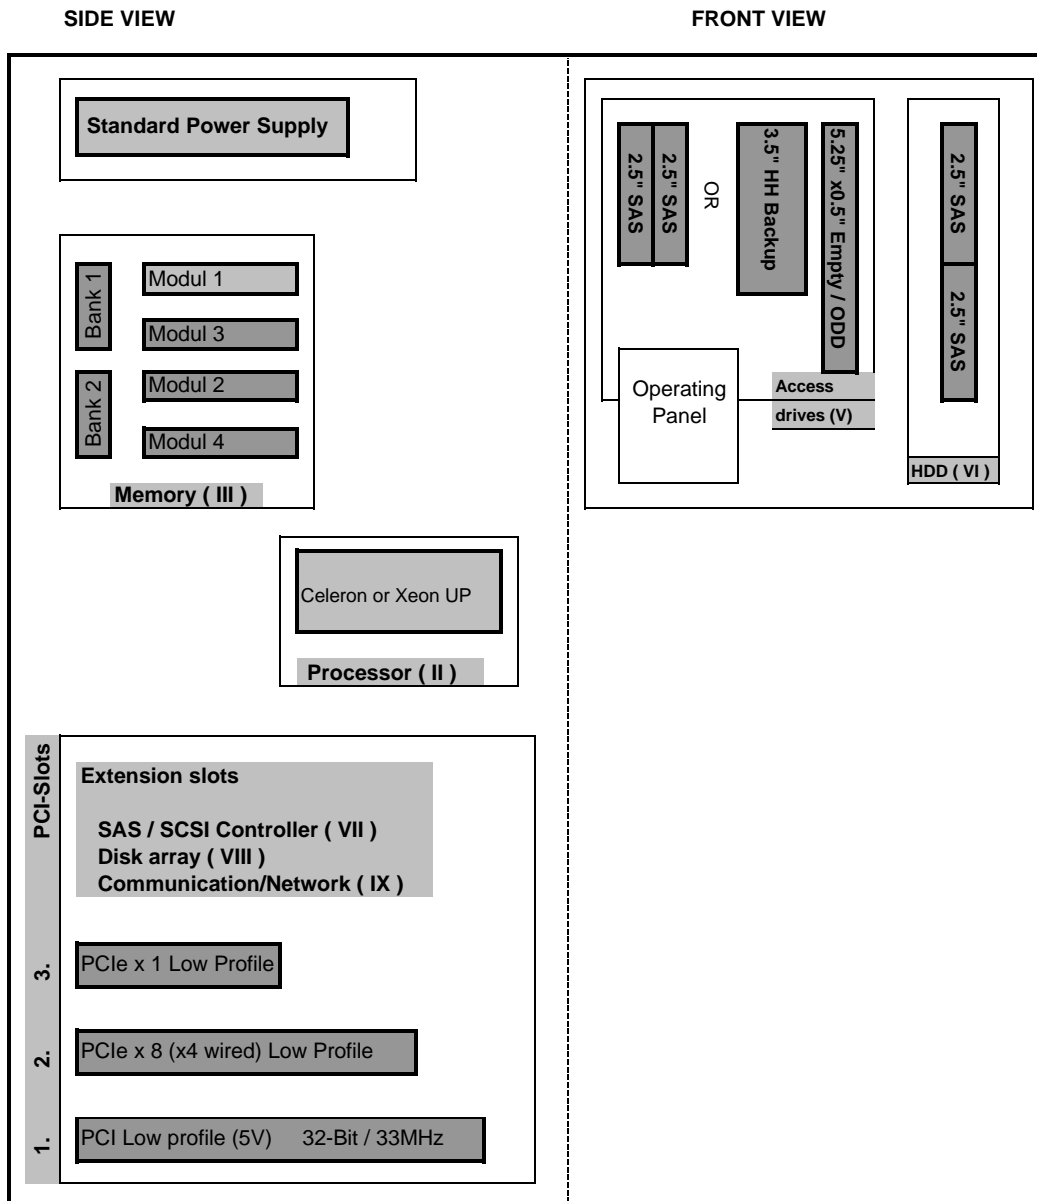 SIDE VIEW
FRONT VIEW
Standard Power Supply
Bank 1
Modul 1
Modul 3
Bank 2
Modul 2
Modul 4
Memory ( III )
Celeron or Xeon UP
Processor ( II )
PCI-Slots
Extension slots
SAS / SCSI Controller ( VII )
Disk array ( VIII )
Communication/Network ( IX )
3.
PCIe x 1 Low Profile
2.
PCIe x 8 (x4 wired) Low Profile
1.
PCI Low profile (5V) 32-Bit / 33MHz
2.5" SAS
2.5" SAS
OR
3.5" HH Backup
5.25" x0.5" Empty / ODD
2.5" SAS
2.5" SAS
Operating
Panel
Access
drives (V)
HDD ( VI )